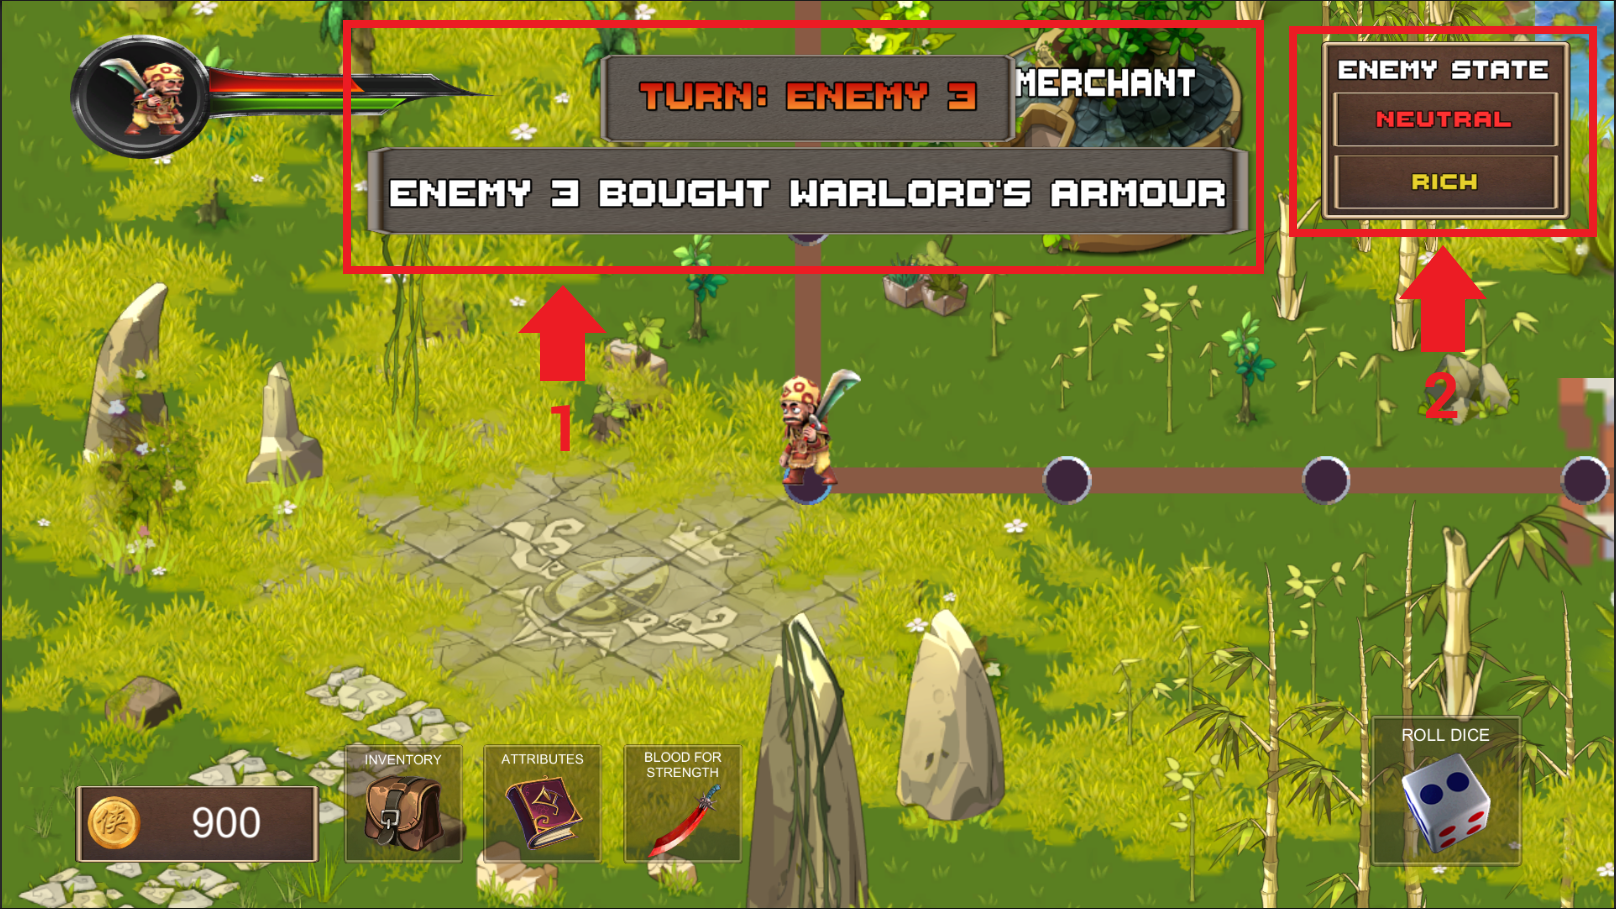 TURN: ENEMY 3
MERCHANT
ENEMY STATE
NEUTRAL
RICH
ENEMY 3 BOUGHT WARLORD'S ARMOUR
1
2
INVENTORY
ATTRIBUTES
BLOOD FOR
STRENGTH
ROLL DICE
侠
900